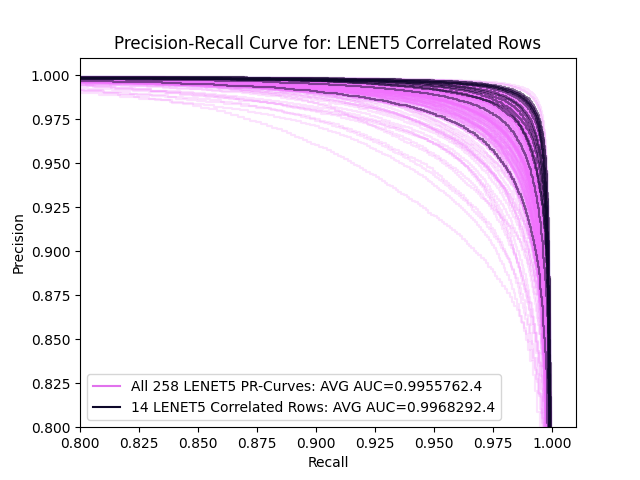 Precision-Recall Curve for: LENET5 Correlated Rows
1.000
0.975
0.950
0.925
0.900
0.875
0.850
0.825
0.800
Precision
All 258 LENET5 PR-Curves: AVG AUC=0.9955762.4
14 LENET5 Correlated Rows: AVG AUC=0.9968292.4
0.800 0.825 0.850 0.875 0.900 0.925 0.950 0.975 1.000
Recall